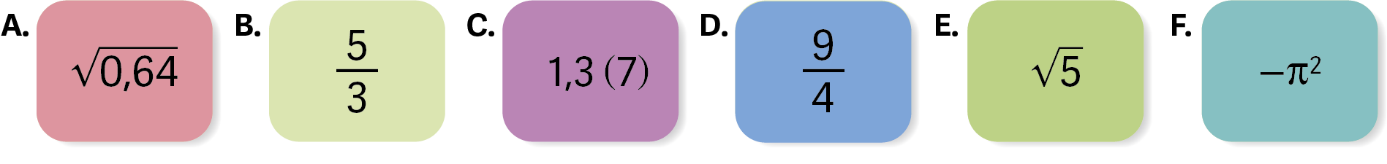 A. √0,64
B. 5/3
C. 1,3 (7)
D. 9/4
E. √5
F. –π²